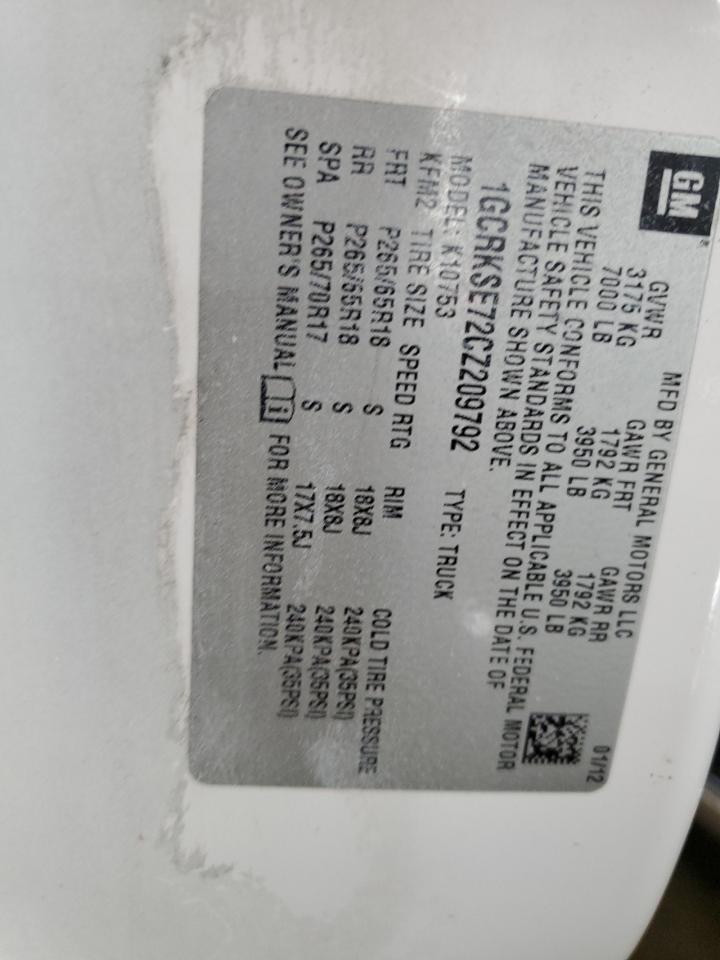 GM
MFD BY GENERAL MOTORS LLC 01/12
GVWR GAWR FRT GAWR RR
3175 KG 1792 KG 1792 KG
7000 LB 3950 LB 3950 LB
THIS VEHICLE CONFORMS TO ALL APPLICABLE U.S. FEDERAL MOTOR
VEHICLE SAFETY STANDARDS IN EFFECT ON THE DATE OF
MANUFACTURE SHOWN ABOVE.
1GCRKSE72CZ209792 TYPE: TRUCK
MODEL: K10753
KFM2 TIRE SIZE SPEED RTG RIM COLD TIRE PRESSURE
FRT P265/65R18 S 18X8J 240KPA(35PSI)
RR P265/65R18 S 18X8J 240KPA(35PSI)
SPA P265/70R17 S 17X7.5J 240KPA(35PSI)
SEE OWNER'S MANUAL FOR MORE INFORMATION.